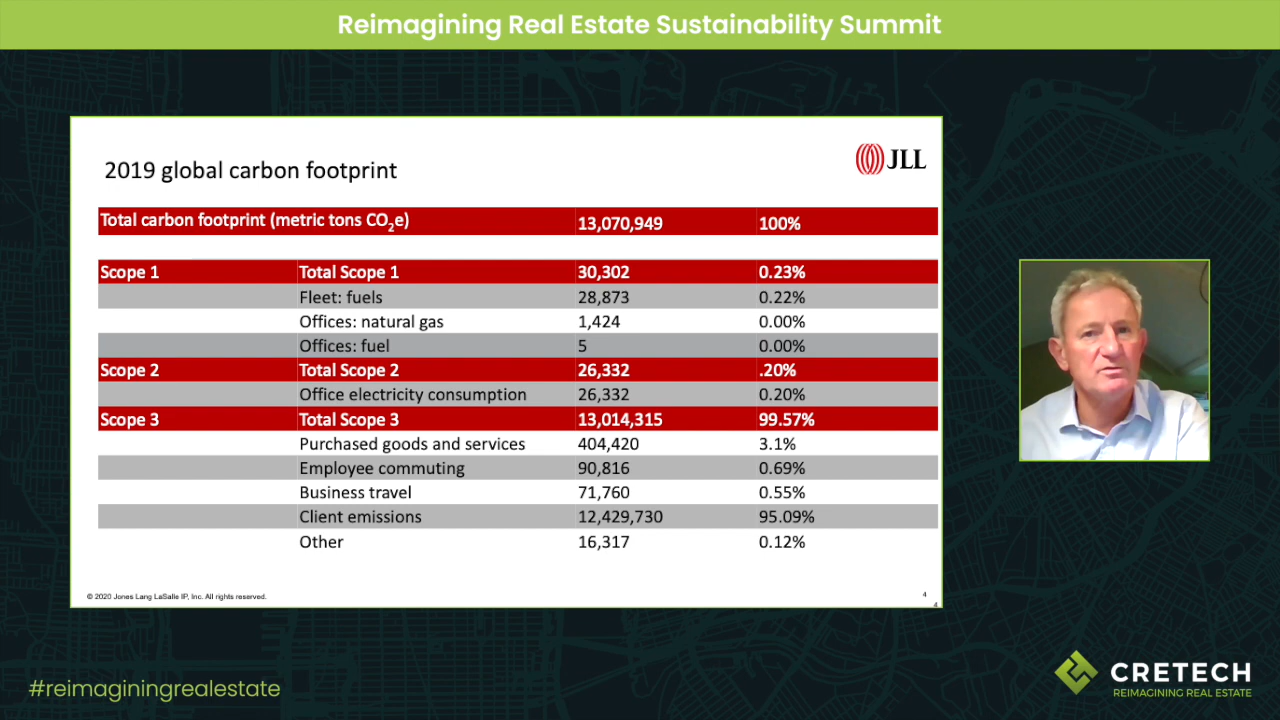 Reimagining Real Estate Sustainability Summit
2019 global carbon footprint
JLL
Total carbon footprint (metric tons CO₂e) 13,070,949 100%
Scope 1 Total Scope 1 30,302 0.23%
Fleet: fuels 28,873 0.22%
Offices: natural gas 1,424 0.00%
Offices: fuel 5 0.00%
Scope 2 Total Scope 2 26,332 .20%
Office electricity consumption 26,332 0.20%
Scope 3 Total Scope 3 13,014,315 99.57%
Purchased goods and services 404,420 3.1%
Employee commuting 90,816 0.69%
Business travel 71,760 0.55%
Client emissions 12,429,730 95.09%
Other 16,317 0.12%
© 2020 Jones Lang LaSalle IP, Inc. All rights reserved. 4
4
#reimaginingrealestate
CRETECH
REIMAGINING REAL ESTATE